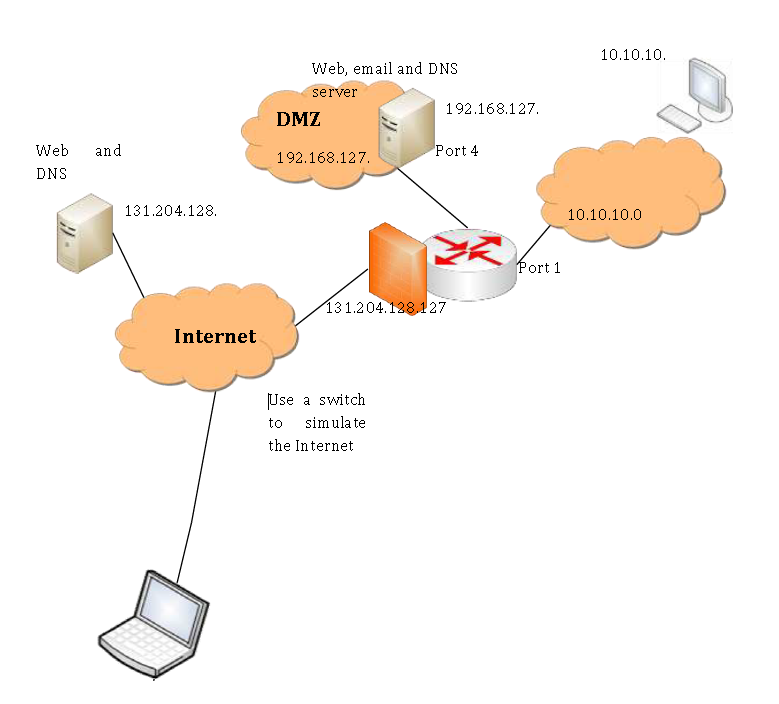 10.10.10.
Web, email and DNS
server
192.168.127.
DMZ
192.168.127.
Port 4
Web and
DNS
131.204.128.
10.10.10.0
Port 1
131.204.128.127
Internet
Use a switch
to simulate
the Internet